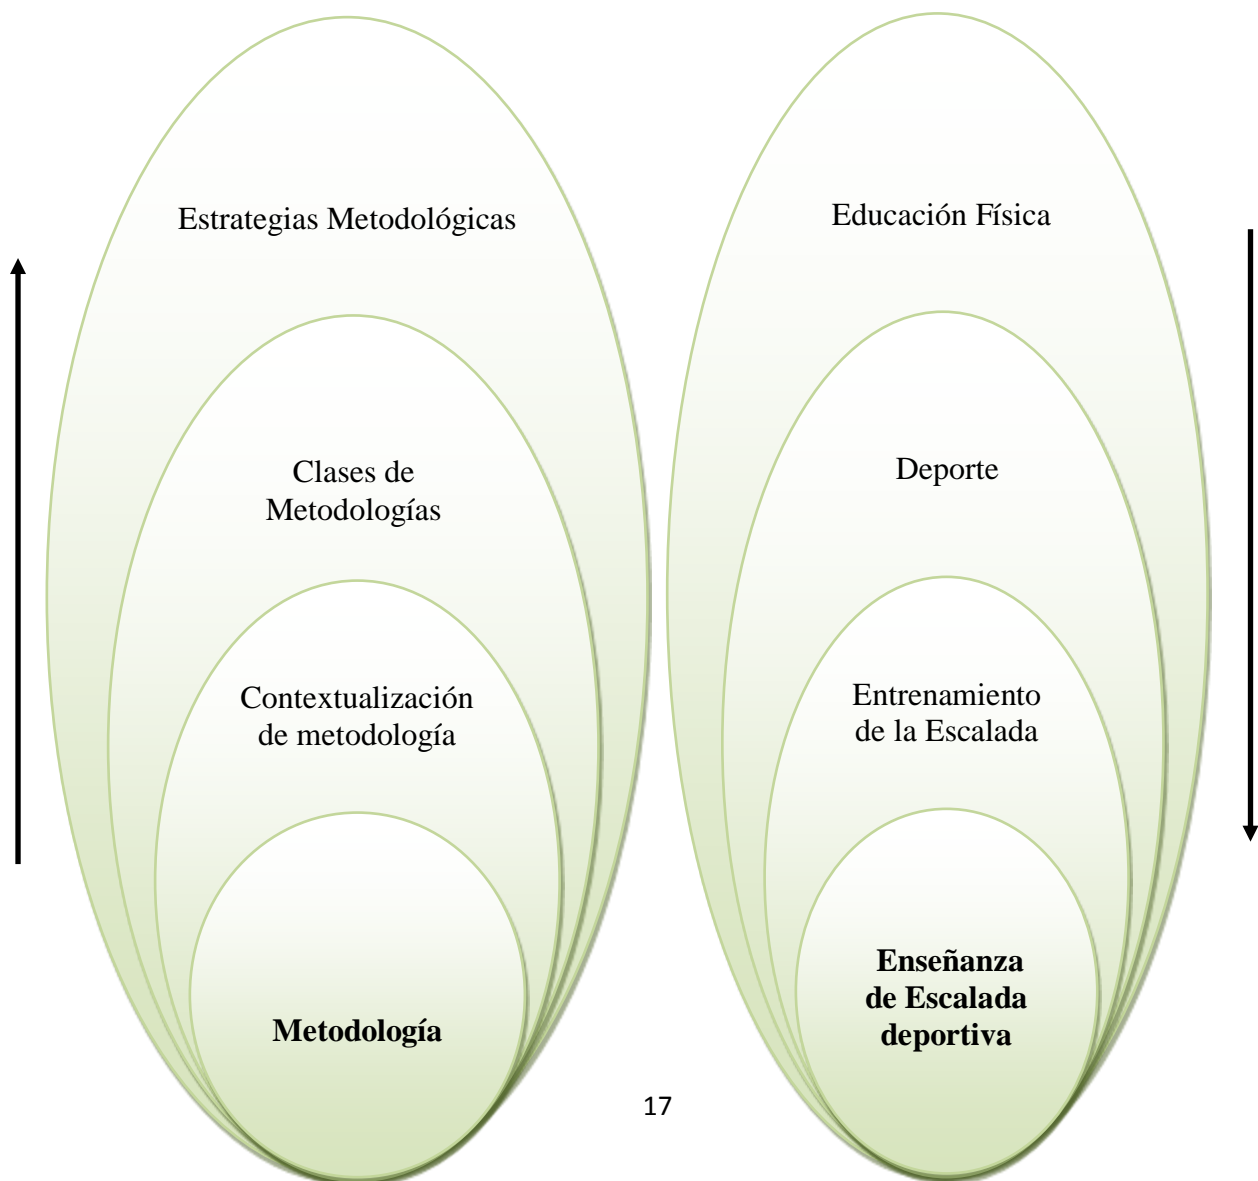 Estrategias Metodológicas
Clases de
Metodologías
Contextualización
de metodología
Metodología
Educación Física
Deporte
Entrenamiento
de la Escalada
Enseñanza
de Escalada
deportiva
17